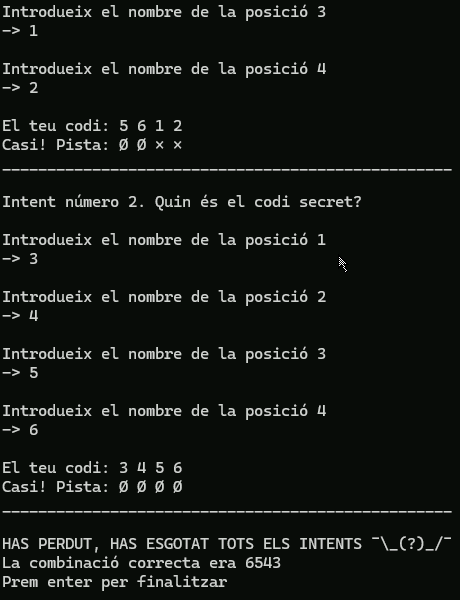 Introdueix el nombre de la posició 3
—> 1
Introdueix el nombre de la posició 4
—> 2
El teu codi: 5 6 1 2
Casi! Pista: Ø Ø × ×
__________________________________________________
Intent número 2. Quin és el codi secret?
Introdueix el nombre de la posició 1
—> 3
Introdueix el nombre de la posició 2
—> 4
Introdueix el nombre de la posició 3
—> 5
Introdueix el nombre de la posició 4
—> 6
El teu codi: 3 4 5 6
Casi! Pista: Ø Ø Ø Ø
__________________________________________________
HAS PERDUT, HAS ESGOTAT TOTS ELS INTENTS ¯\_(?)_/¯
La combinació correcta era 6543
Prem enter per finalitzar